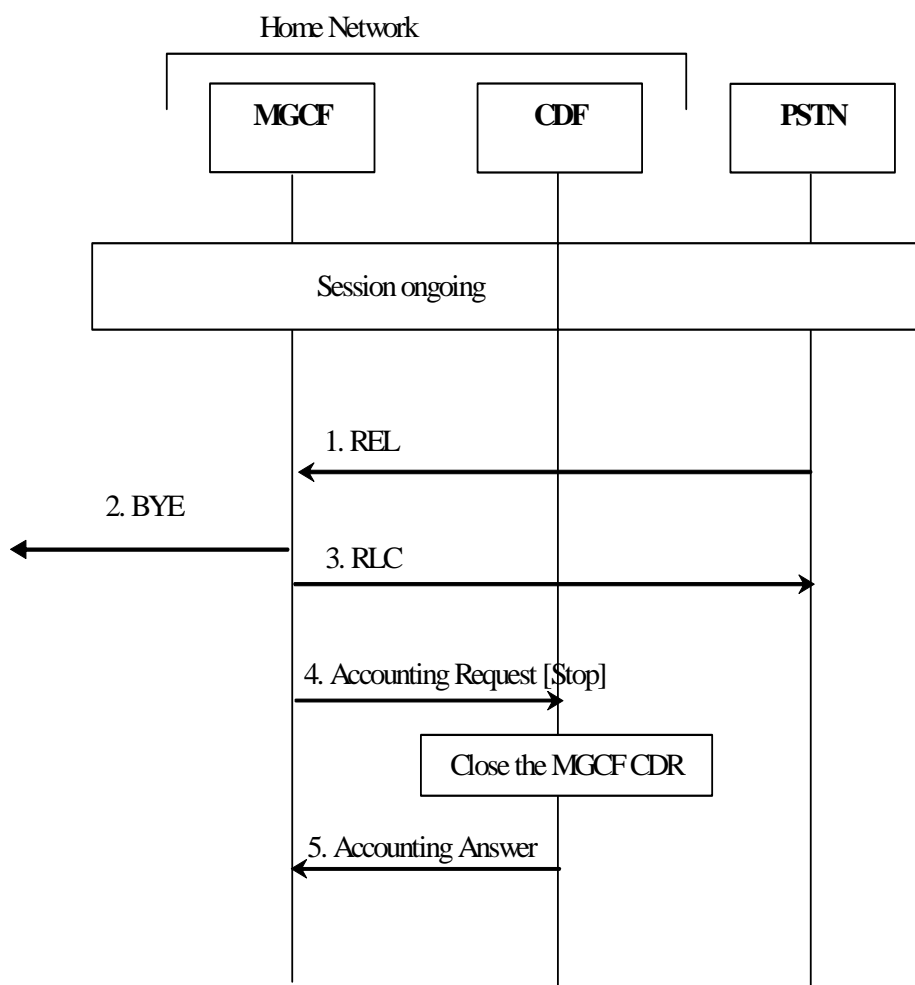 Home Network
MGCF
CDF
PSTN
Session ongoing
1. REL
2. BYE
3. RLC
4. Accounting Request [Stop]
Close the MGCF CDR
5. Accounting Answer